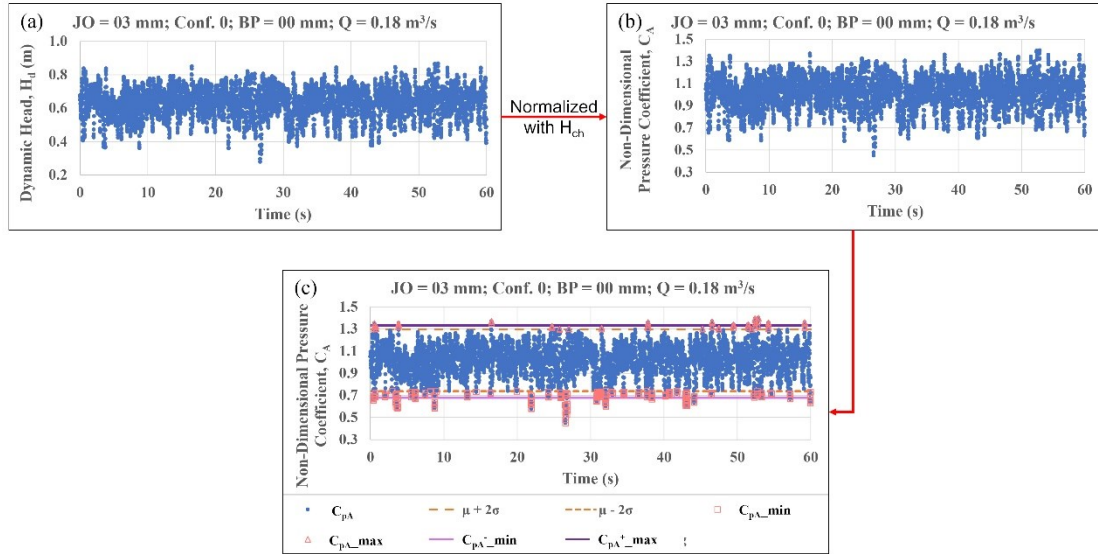 (a) JO = 03 mm; Conf. 0; BP = 00 mm; Q = 0.18 m³/s
Dynamic Head, H_d (m)
1.0
0.8
0.6
0.4
0.2
0 10 20 30 40 50 60
Time (s)
Normalized
with H_ch
(b) JO = 03 mm; Conf. 0; BP = 00 mm; Q = 0.18 m³/s
Non-Dimensional
Pressure Coefficient, C_A
1.5
1.3
1.1
0.9
0.7
0.5
0.3
0 10 20 30 40 50 60
Time (s)
(c) JO = 03 mm; Conf. 0; BP = 00 mm; Q = 0.18 m³/s
Non-Dimensional Pressure
Coefficient, C_A
1.5
1.3
1.1
0.9
0.7
0.5
0.3
0 10 20 30 40 50 60
Time (s)
C_pA μ + 2σ μ - 2σ C_pA_min
C_pA_max C_pA⁻_min C_pA⁺_max